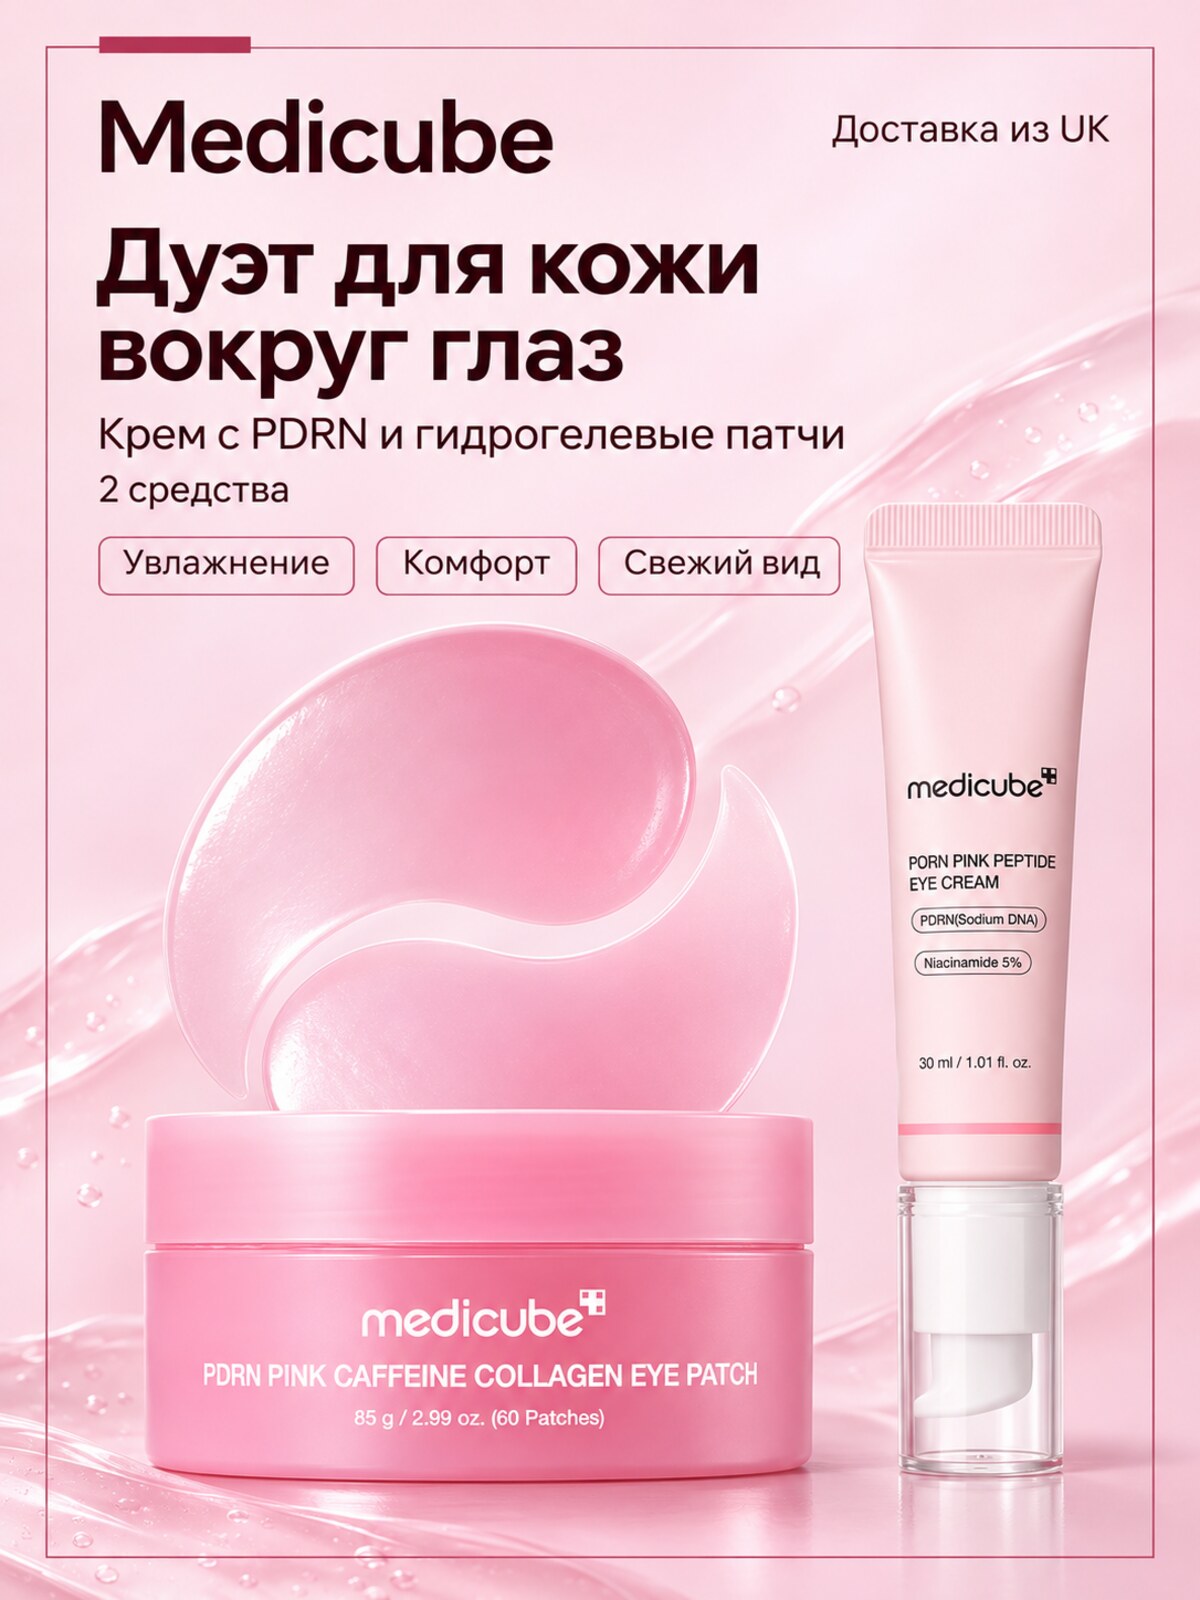 Medicube
Доставка из UK
Дуэт для кожи
вокруг глаз
Крем с PDRN и гидрогелевые патчи
2 средства
Увлажнение
Комфорт
Свежий вид
medicube
PORN PINK PEPTIDE
EYE CREAM
PDRN(Sodium DNA)
Niacinamide 5%
30 ml / 1.01 fl. oz.
medicube
PDRN PINK CAFFEINE COLLAGEN EYE PATCH
85 g / 2.99 oz. (60 Patches)